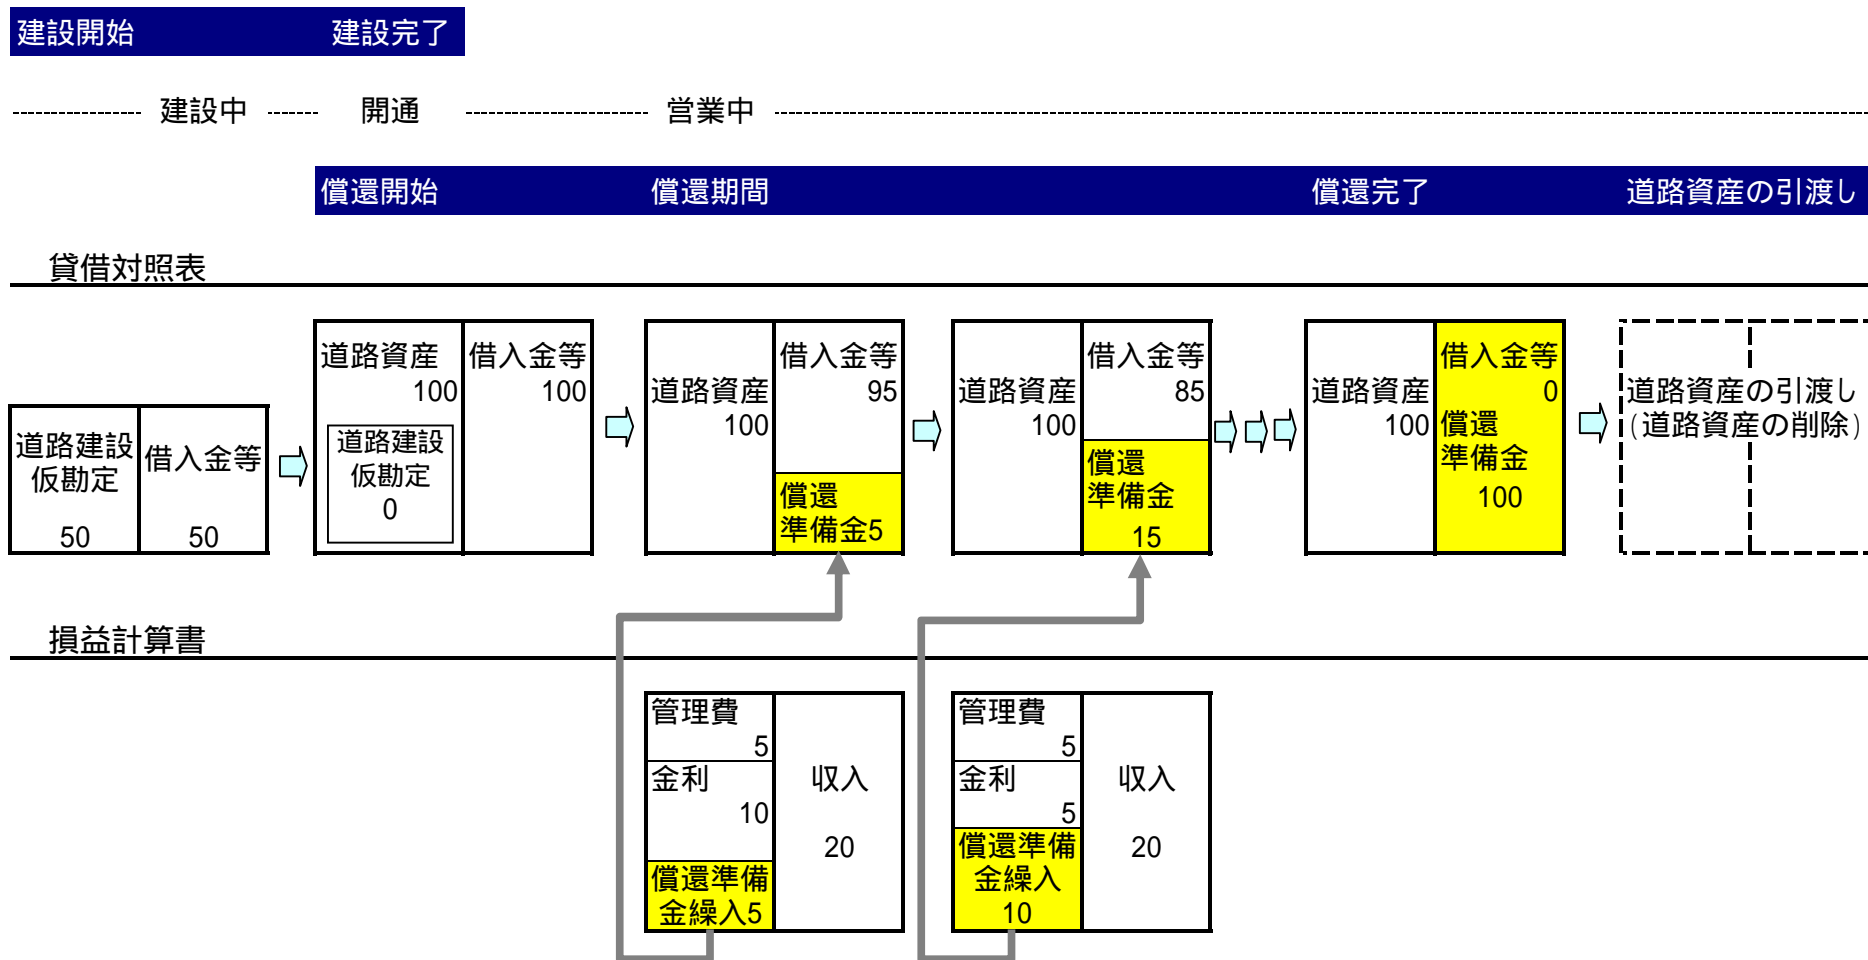 建設開始 建設完了
建設中 開通 営業中
償還開始 償還期間 償還完了 道路資産の引渡し
貸借対照表
道路建設
仮勘定
50
借入金等
50
道路資産
100
道路建設
仮勘定
0
借入金等
100
道路資産
100
借入金等
95
償還
準備金5
道路資産
100
借入金等
85
償還
準備金
15
道路資産
100
借入金等
0
償還
準備金
100
道路資産の引渡し
(道路資産の削除)
損益計算書
管理費
5
金利
10
償還準備
金繰入5
収入
20
管理費
5
金利
5
償還準備
金繰入
10
収入
20